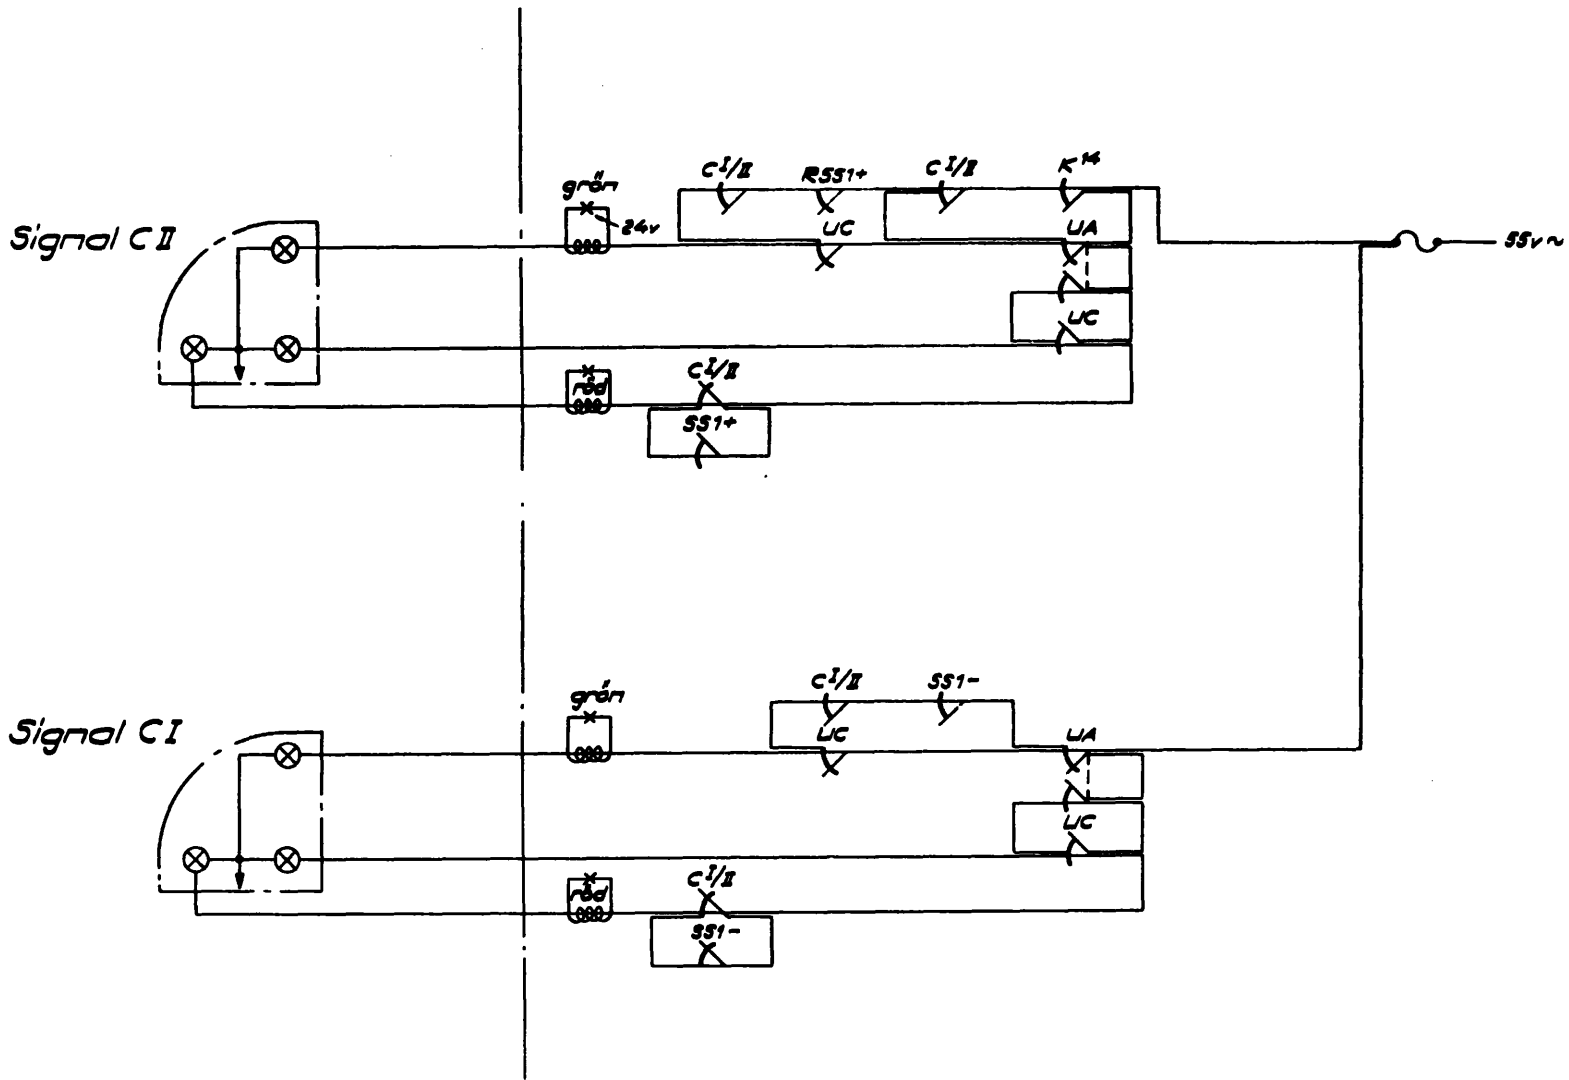 C I/II
RSS1+
C I/II
K14
grön
24v
UC
UA
Signal C II
55v~
UC
C I/II
röd
SS1+
C I/II
SS1-
grön
Signal C I
UC
UA
UC
C I/II
röd
SS1-